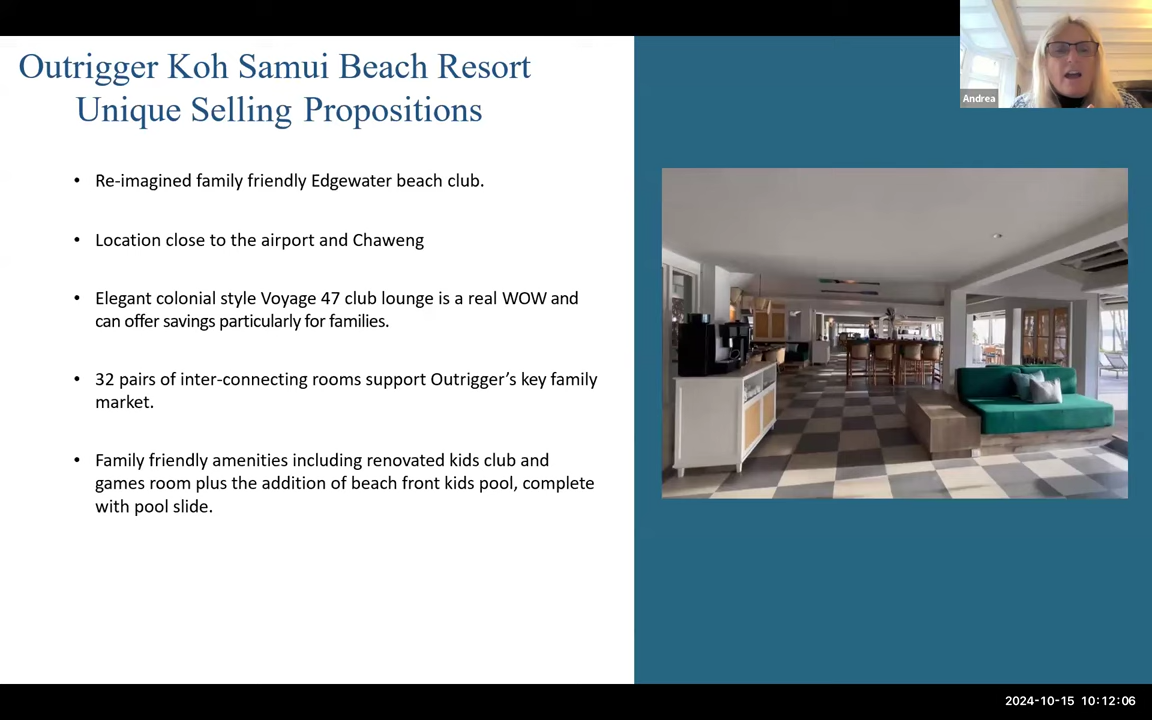 Outrigger Koh Samui Beach Resort
Unique Selling Propositions
Andrea
• Re-imagined family friendly Edgewater beach club.
• Location close to the airport and Chaweng
• Elegant colonial style Voyage 47 club lounge is a real WOW and
can offer savings particularly for families.
• 32 pairs of inter-connecting rooms support Outrigger’s key family
market.
• Family friendly amenities including renovated kids club and
games room plus the addition of beach front kids pool, complete
with pool slide.
2024-10-15 10:12:06